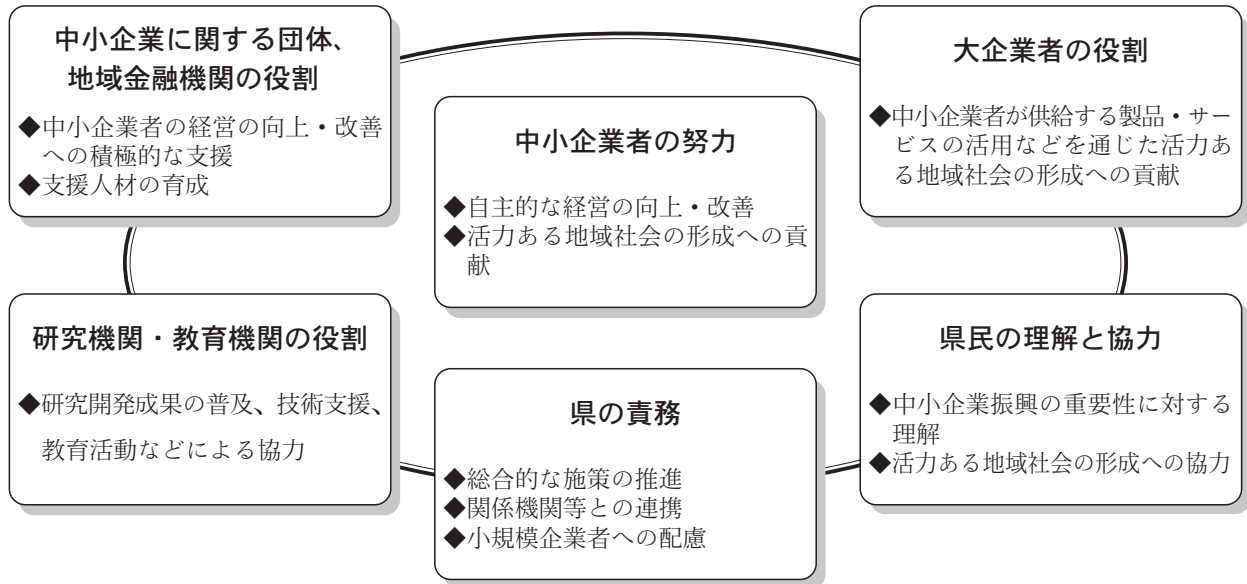 中小企業に関する団体、
地域金融機関の役割
◆中小企業者の経営の向上・改善
への積極的な支援
◆支援人材の育成
中小企業者の努力
◆自主的な経営の向上・改善
◆活力ある地域社会の形成への貢
献
大企業者の役割
◆中小企業者が供給する製品・サー
ビスの活用などを通じた活力あ
る地域社会の形成への貢献
研究機関・教育機関の役割
◆研究開発成果の普及、技術支援、
教育活動などによる協力
県の責務
◆総合的な施策の推進
◆関係機関等との連携
◆小規模企業者への配慮
県民の理解と協力
◆中小企業振興の重要性に対する
理解
◆活力ある地域社会の形成への協力